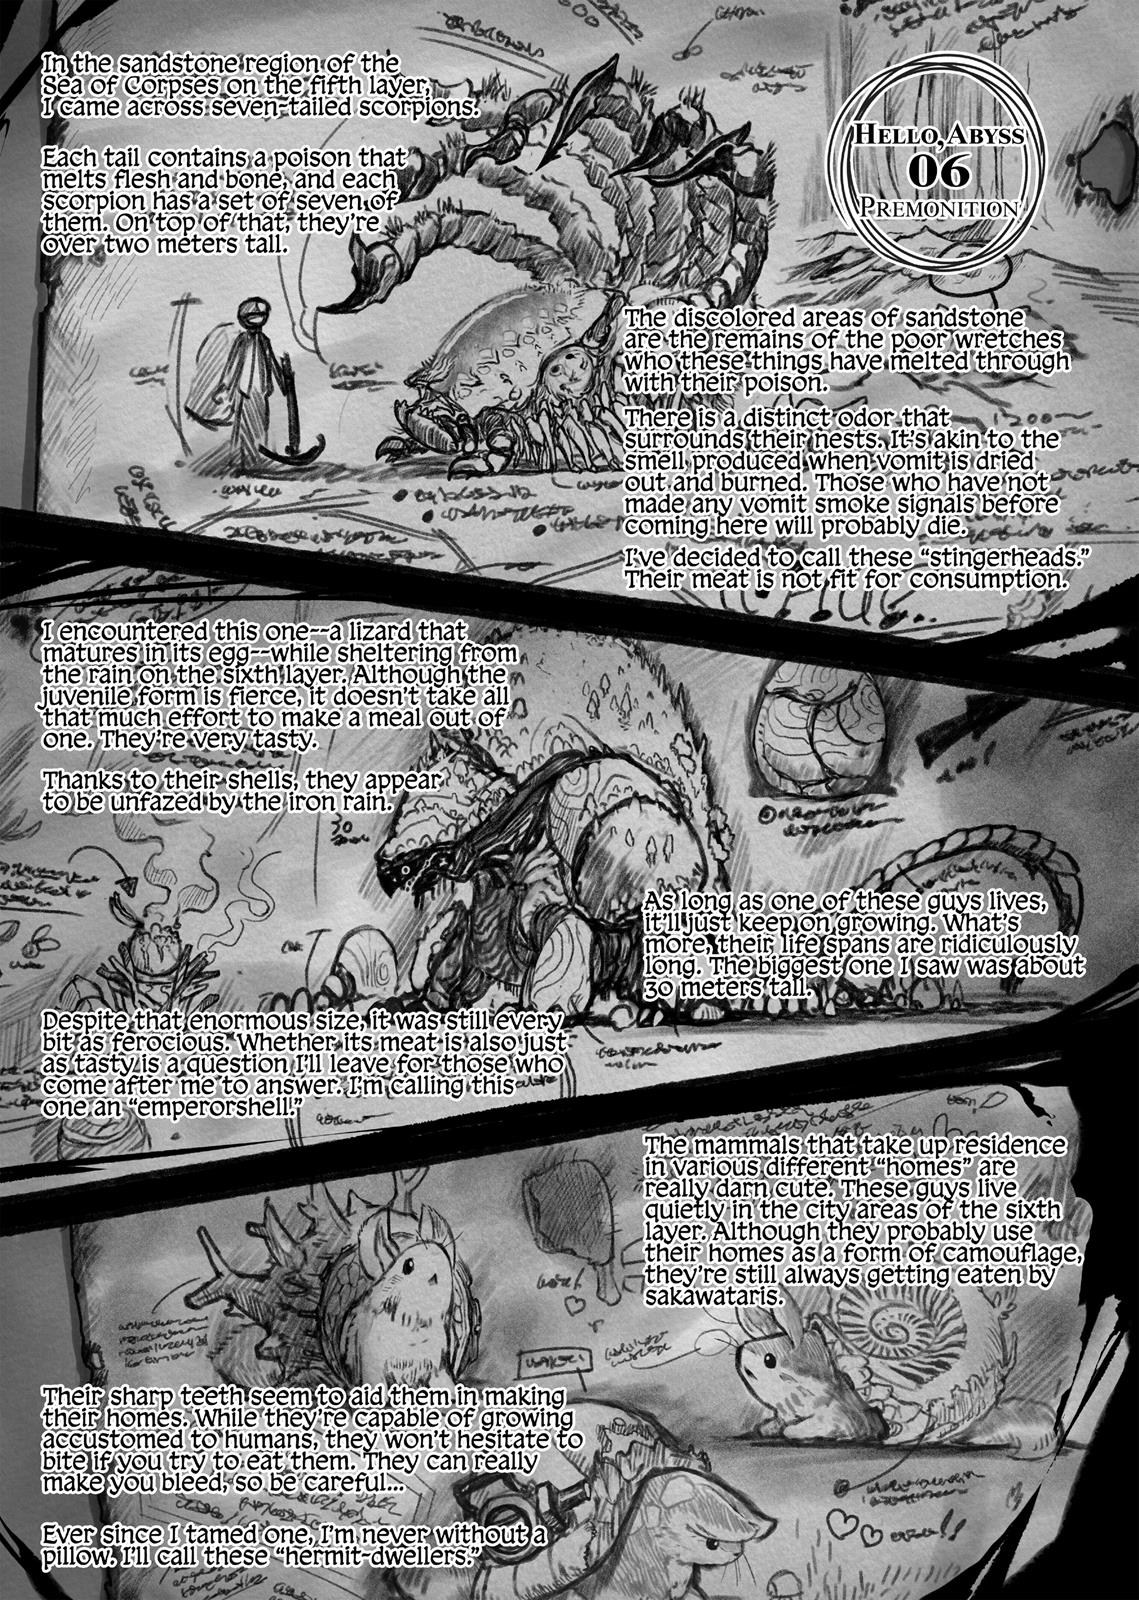 In the sandstone region of the
Sea of Corpses on the fifth layer,
I came across seven-tailed scorpions.
Each tail contains a poison that
melts flesh and bone, and each
scorpion has a set of seven of
them. On top of that, they're
over two meters tall.
HELLO, ABYSS
06
PREMONITION
The discolored areas of sandstone
are the remains of the poor wretches
who these things have melted through
with their poison.
There is a distinct odor that
surrounds their nests. It's akin to the
smell produced when vomit is dried
out and burned. Those who have not
made any vomit smoke signals before
coming here will probably die.
I've decided to call these “stingerheads.”
Their meat is not fit for consumption.
I encountered this one--a lizard that
matures in its egg--while sheltering from
the rain on the sixth layer. Although the
juvenile form is fierce, it doesn't take all
that much effort to make a meal out of
one. They're very tasty.
Thanks to their shells, they appear
to be unfazed by the iron rain.
As long as one of these guys lives,
it'll just keep on growing. What's
more, their life spans are ridiculously
long. The biggest one I saw was about
30 meters tall.
Despite that enormous size, it was still every
bit as ferocious. Whether its meat is also just
as tasty is a question I'll leave for those who
come after me to answer. I'm calling this
one an “emperorshell.”
The mammals that take up residence
in various different “homes” are
really darn cute. These guys live
quietly in the city areas of the sixth
layer. Although they probably use
their homes as a form of camouflage,
they're still always getting eaten by
sakawataris.
Their sharp teeth seem to aid them in making
their homes. While they're capable of growing
accustomed to humans, they won't hesitate to
bite if you try to eat them. They can really
make you bleed, so be careful...
Ever since I tamed one, I'm never without a
pillow. I'll call these “hermit-dwellers.”